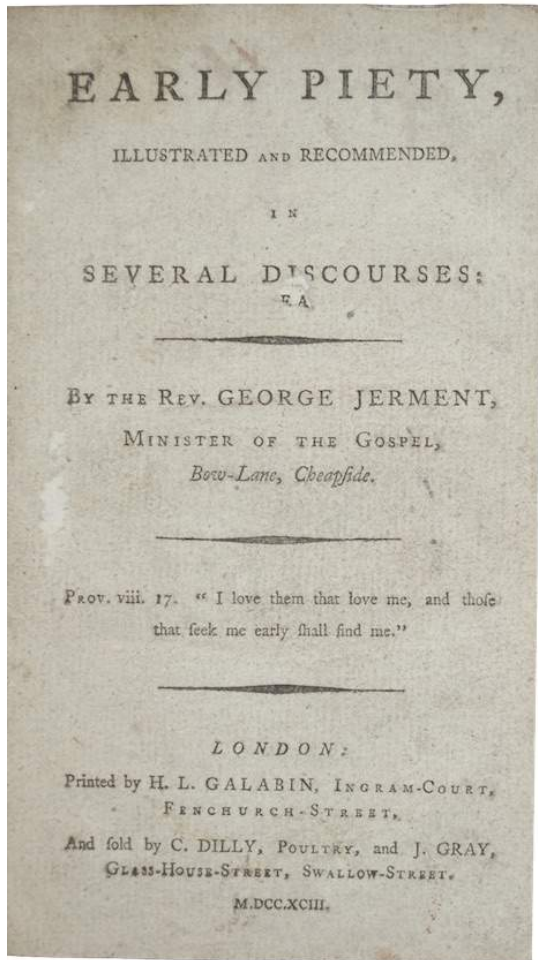 EARLY PIETY,
ILLUSTRATED AND RECOMMENDED,
IN
SEVERAL DISCOURSES:
BY THE REV. GEORGE JERMENT,
MINISTER OF THE GOSPEL,
Bow-Lane, Cheapſide.
PROV. viii. 17. “ I love them that love me, and thoſe
that ſeek me early ſhall find me.”
LONDON:
Printed by H. L. GALABIN, INGRAM-COURT,
FENCHURCH-STREET,
And ſold by C. DILLY, POULTRY, and J. GRAY,
GLASS-HOUSE-STREET, SWALLOW-STREET.
M.DCC.XCIII.